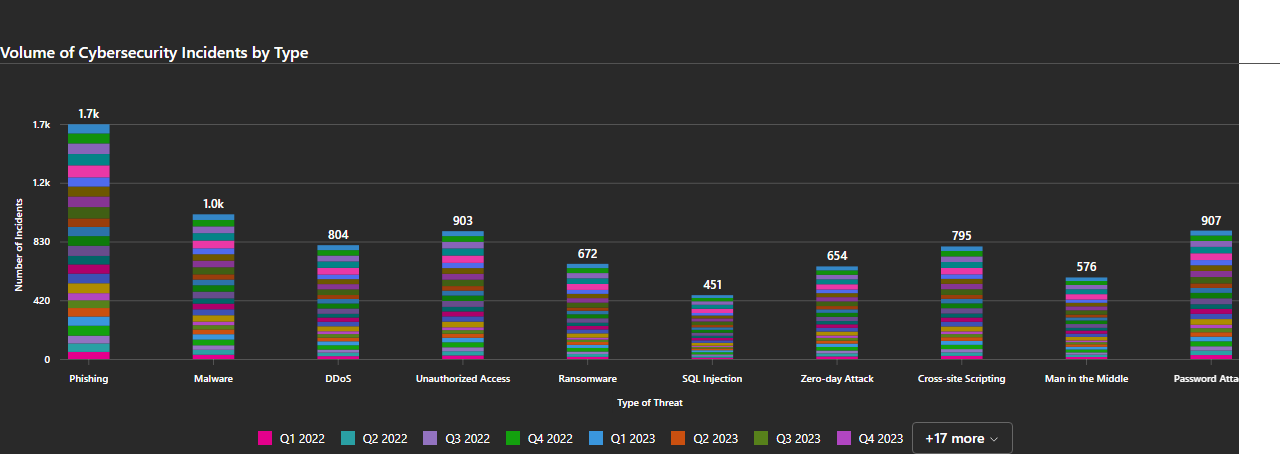 Volume of Cybersecurity Incidents by Type
1.7k
1.7k
1.0k
804
903
672
451
654
795
576
907
1.2k
830
420
0
Number of Incidents
Phishing
Malware
DDoS
Unauthorized Access
Ransomware
SQL Injection
Zero-day Attack
Cross-site Scripting
Man in the Middle
Password Atta
Type of Threat
Q1 2022
Q2 2022
Q3 2022
Q4 2022
Q1 2023
Q2 2023
Q3 2023
Q4 2023
+17 more